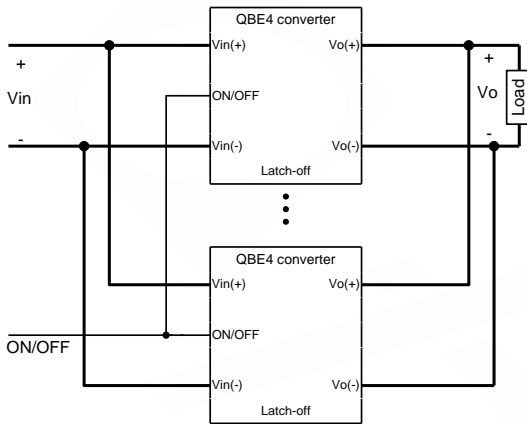 QBE4 converter
Vin(+) Vo(+)
+ +
ON/OFF
Vin Vo Load
- -
Vin(-) Vo(-)
Latch-off
QBE4 converter
Vin(+) Vo(+)
ON/OFF
ON/OFF
Vin(-) Vo(-)
Latch-off